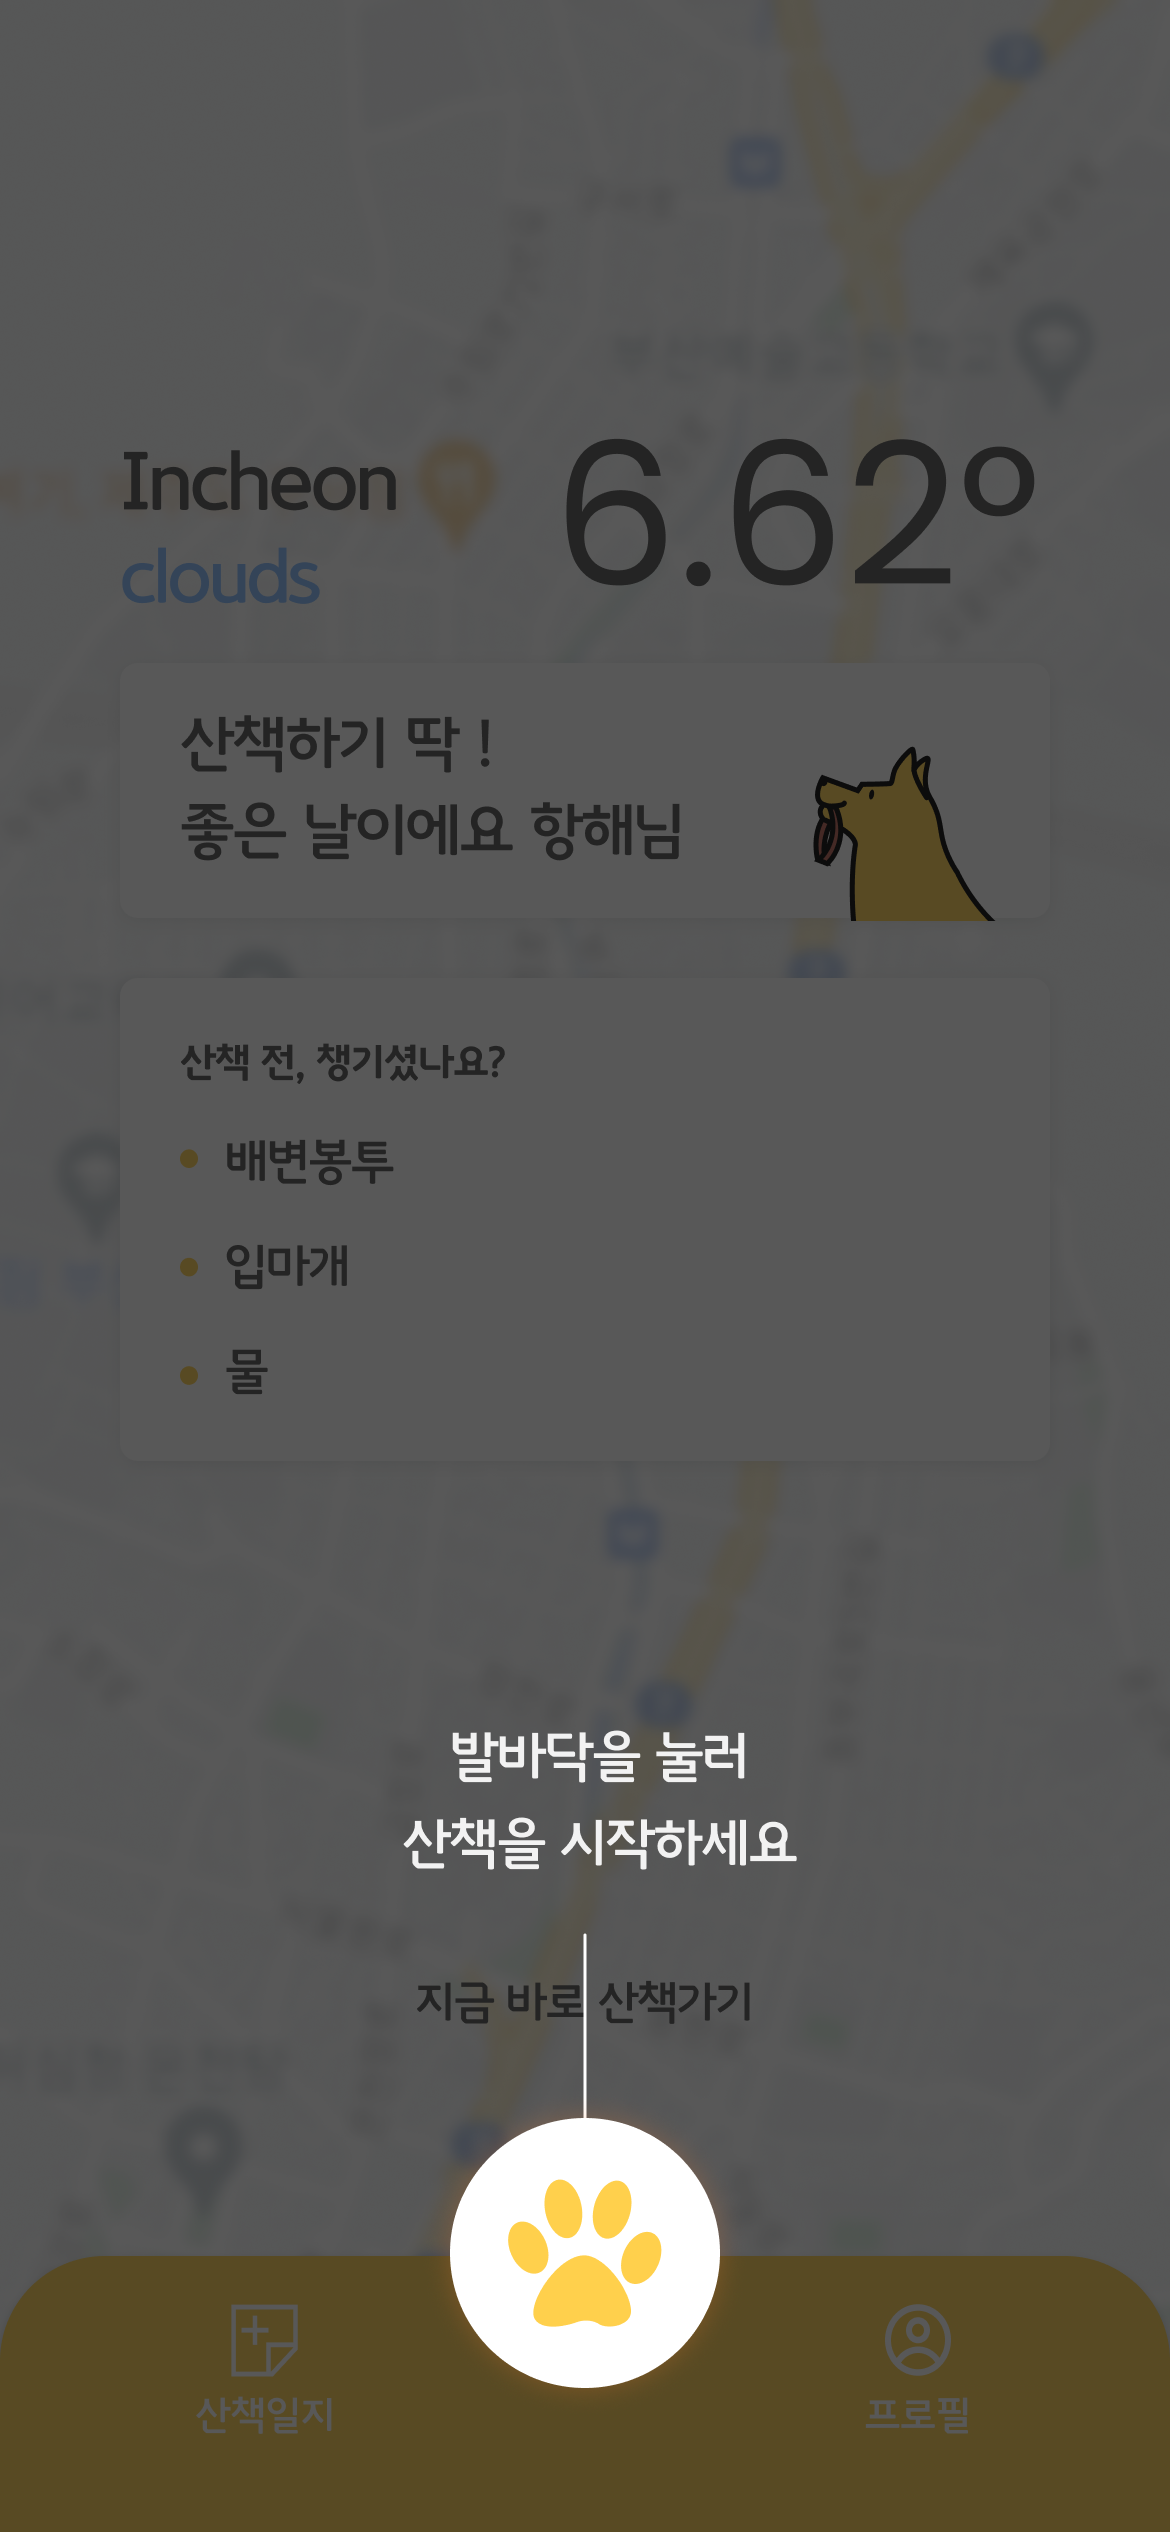 Incheon
6.62°
clouds
산책하기 딱 !
좋은 날이에요 항해님
산책 전, 챙기셨나요?
배변봉투
입마개
물
발바닥을 눌러
산책을 시작하세요
지금 바로 산책가기
산책일지
프로필